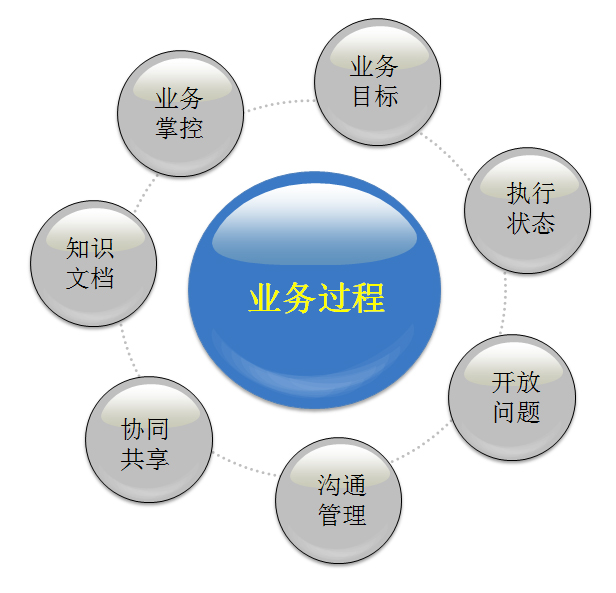 业务
目标
业务
掌控
执行
状态
知识
文档
业务过程
开放
问题
协同
共享
沟通
管理